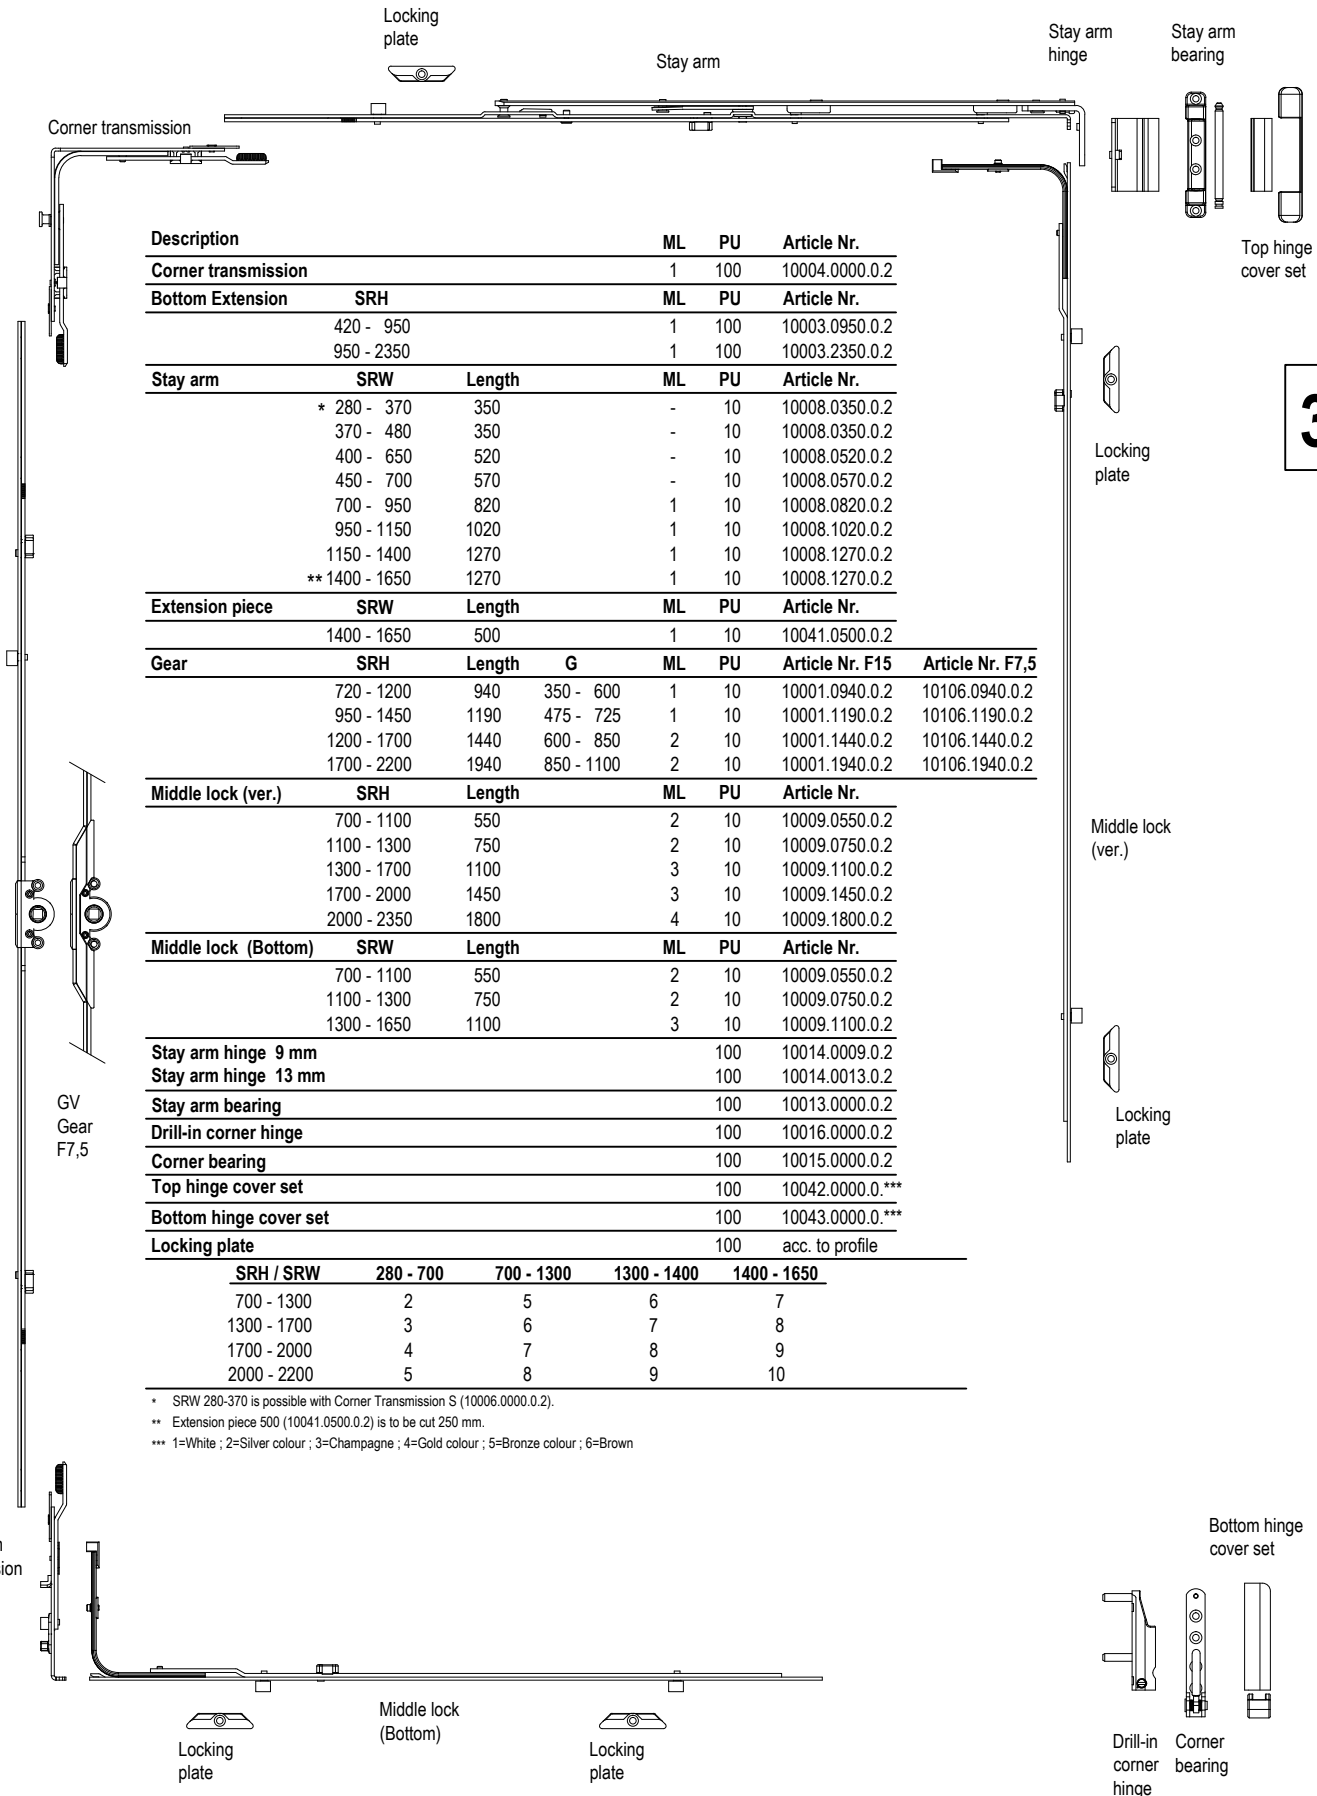 Locking
plate
Stay arm
Stay arm
hinge
Stay arm
bearing
Corner transmission
Top hinge
cover set
Description ML PU Article Nr.
Corner transmission 1 100 10004.0000.0.2
Bottom Extension SRH ML PU Article Nr.
420 - 950 1 100 10003.0950.0.2
950 - 2350 1 100 10003.2350.0.2
Stay arm SRW Length ML PU Article Nr.
* 280 - 370 350 - 10 10008.0350.0.2
370 - 480 350 - 10 10008.0350.0.2
400 - 650 520 - 10 10008.0520.0.2
450 - 700 570 - 10 10008.0570.0.2
700 - 950 820 1 10 10008.0820.0.2
950 - 1150 1020 1 10 10008.1020.0.2
1150 - 1400 1270 1 10 10008.1270.0.2
** 1400 - 1650 1270 1 10 10008.1270.0.2
Extension piece SRW Length ML PU Article Nr.
1400 - 1650 500 1 10 10041.0500.0.2
Gear SRH Length G ML PU Article Nr. F15 Article Nr. F7,5
720 - 1200 940 350 - 600 1 10 10001.0940.0.2 10106.0940.0.2
950 - 1450 1190 475 - 725 1 10 10001.1190.0.2 10106.1190.0.2
1200 - 1700 1440 600 - 850 2 10 10001.1440.0.2 10106.1440.0.2
1700 - 2200 1940 850 - 1100 2 10 10001.1940.0.2 10106.1940.0.2
Middle lock (ver.) SRH Length ML PU Article Nr.
700 - 1100 550 2 10 10009.0550.0.2
1100 - 1300 750 2 10 10009.0750.0.2
1300 - 1700 1100 3 10 10009.1100.0.2
1700 - 2000 1450 3 10 10009.1450.0.2
2000 - 2350 1800 4 10 10009.1800.0.2
Middle lock (Bottom) SRW Length ML PU Article Nr.
700 - 1100 550 2 10 10009.0550.0.2
1100 - 1300 750 2 10 10009.0750.0.2
1300 - 1650 1100 3 10 10009.1100.0.2
Stay arm hinge 9 mm 100 10014.0009.0.2
Stay arm hinge 13 mm 100 10014.0013.0.2
Stay arm bearing 100 10013.0000.0.2
Drill-in corner hinge 100 10016.0000.0.2
Corner bearing 100 10015.0000.0.2
Top hinge cover set 100 10042.0000.0.***
Bottom hinge cover set 100 10043.0000.0.***
Locking plate 100 acc. to profile
SRH / SRW 280 - 700 700 - 1300 1300 - 1400 1400 - 1650
700 - 1300 2 5 6 7
1300 - 1700 3 6 7 8
1700 - 2000 4 7 8 9
2000 - 2200 5 8 9 10
* SRW 280-370 is possible with Corner Transmission S (10006.0000.0.2).
** Extension piece 500 (10041.0500.0.2) is to be cut 250 mm.
*** 1=White ; 2=Silver colour ; 3=Champagne ; 4=Gold colour ; 5=Bronze colour ; 6=Brown
3
Locking
plate
Middle lock
(ver.)
Locking
plate
GV
Gear
F7,5
Bottom hinge
cover set
Middle lock
(Bottom)
Locking
plate
Locking
plate
Drill-in
corner
hinge
Corner
bearing